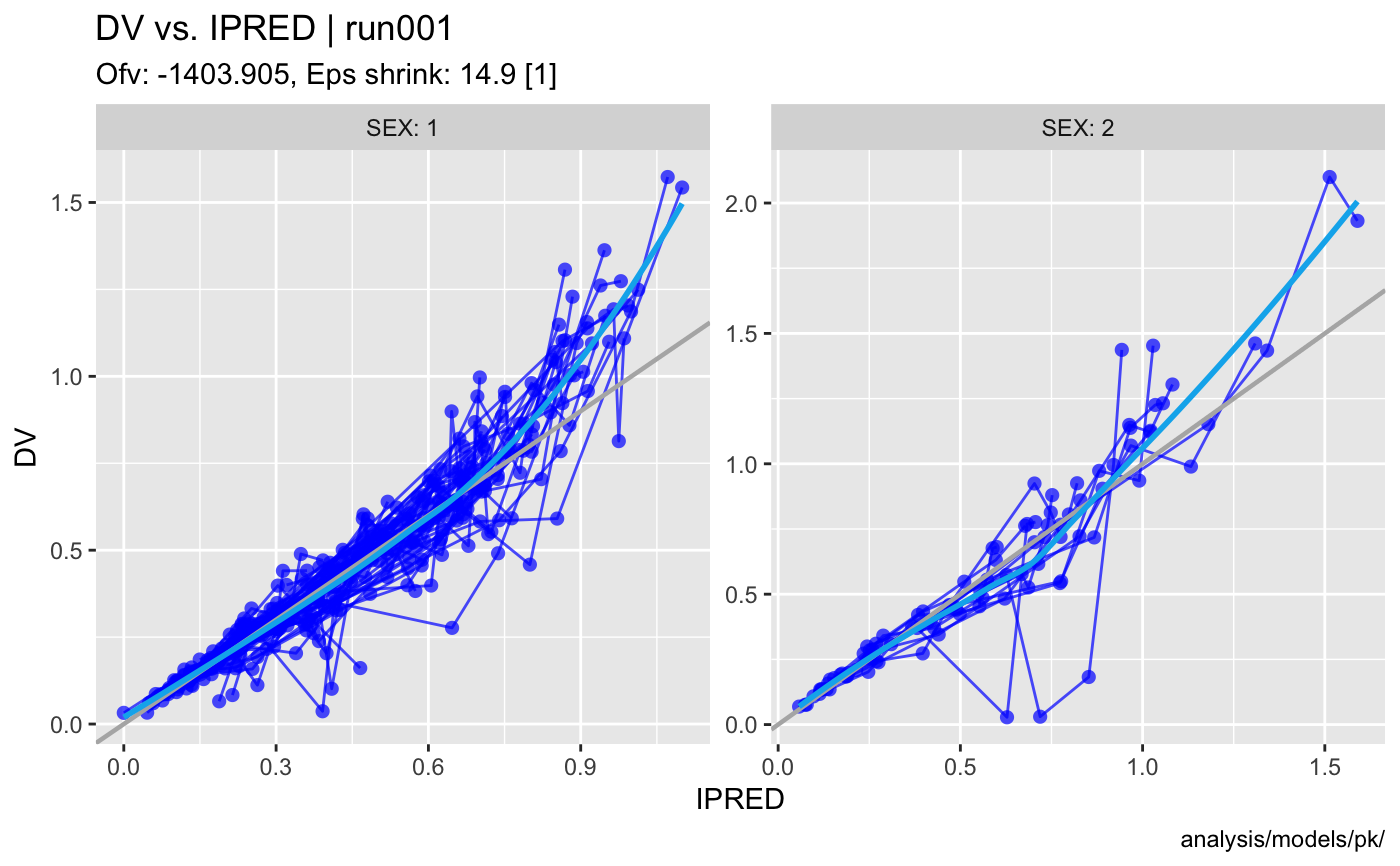 DV vs. IPRED | run001
Ofv: -1403.905, Eps shrink: 14.9 [1]
SEX: 1
SEX: 2
1.5
1.0
0.5
0.0
2.0
1.5
1.0
0.5
0.0
DV
0.0 0.3 0.6 0.9
0.0 0.5 1.0 1.5
IPRED
analysis/models/pk/